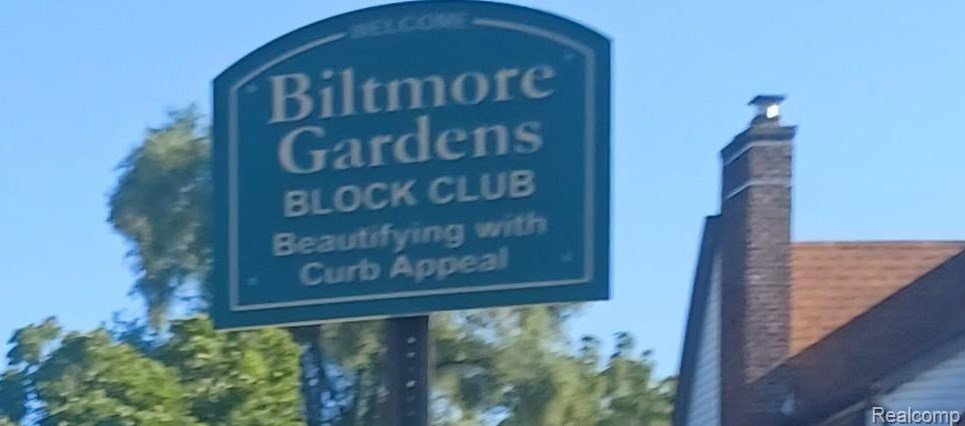 WELCOME
Biltmore
Gardens
BLOCK CLUB
Beautifying with
Curb Appeal
Realcomp